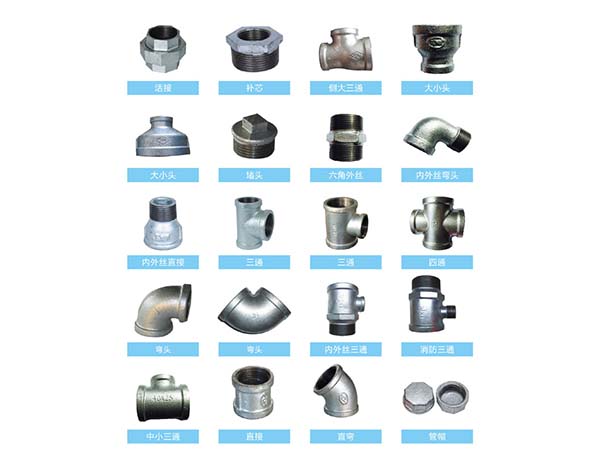 活接
补芯
侧大三通
大小头
大小头
堵头
六角外丝
内外丝弯头
内外丝直接
三通
三通
四通
弯头
弯头
内外丝三通
消防三通
中小三通
直接
直弯
管帽